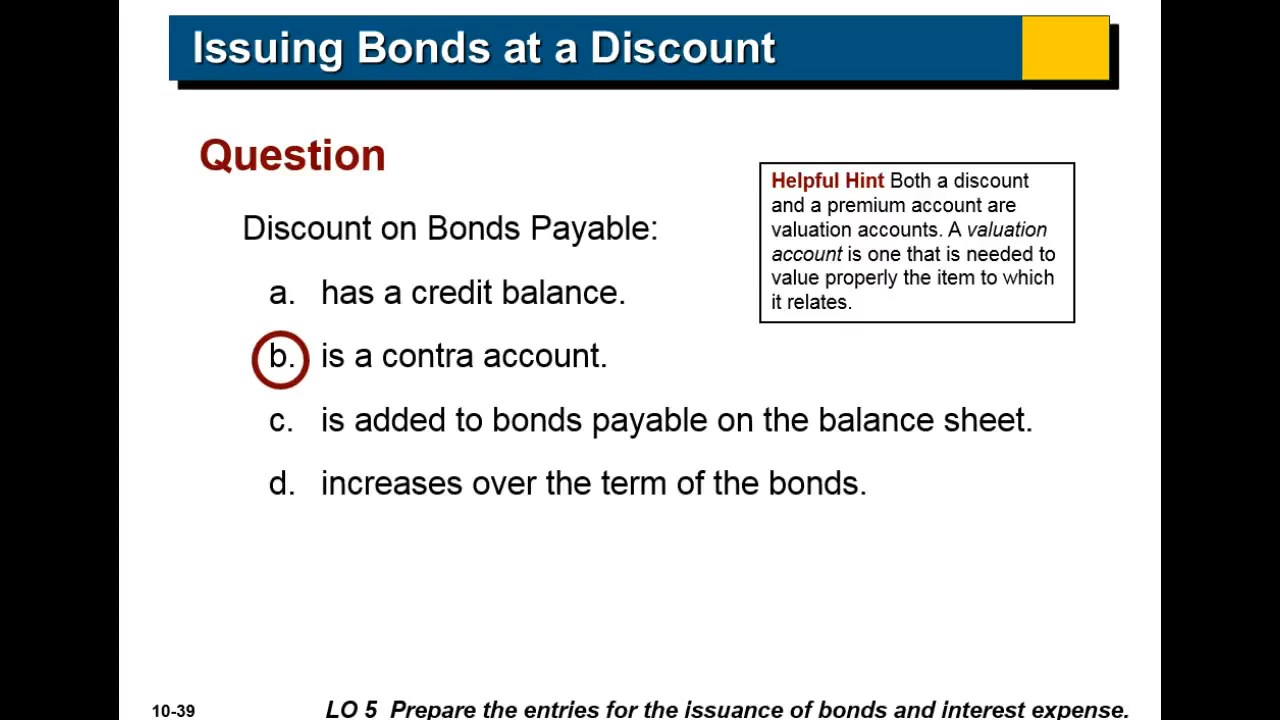 Issuing Bonds at a Discount
Question
Helpful Hint Both a discount
and a premium account are
valuation accounts. A valuation
account is one that is needed to
value properly the item to which
it relates.
Discount on Bonds Payable:
a. has a credit balance.
b. is a contra account.
c. is added to bonds payable on the balance sheet.
d. increases over the term of the bonds.
10-39
LO 5 Prepare the entries for the issuance of bonds and interest expense.